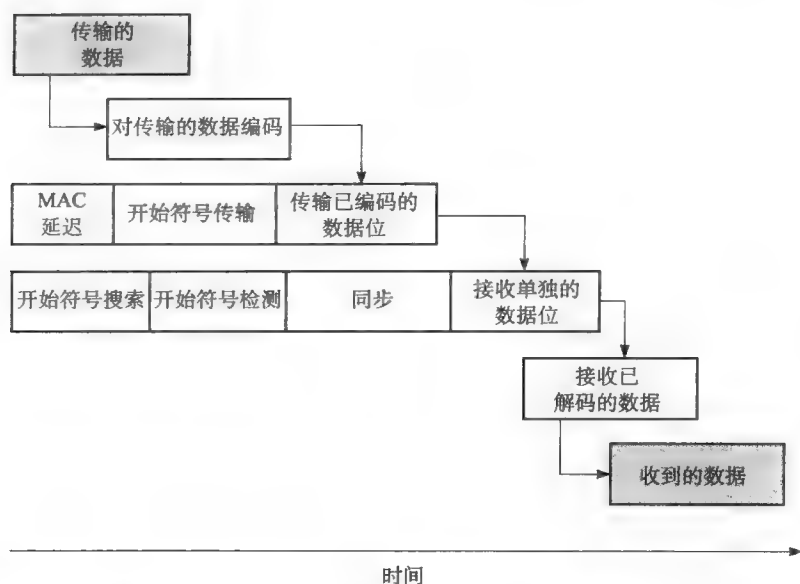 传输的
数据
对传输的数据编码
MAC
延迟
开始符号传输
传输已编码的
数据位
开始符号搜索
开始符号检测
同步
接收单独的
数据位
接收已
解码的数据
收到的数据
时间